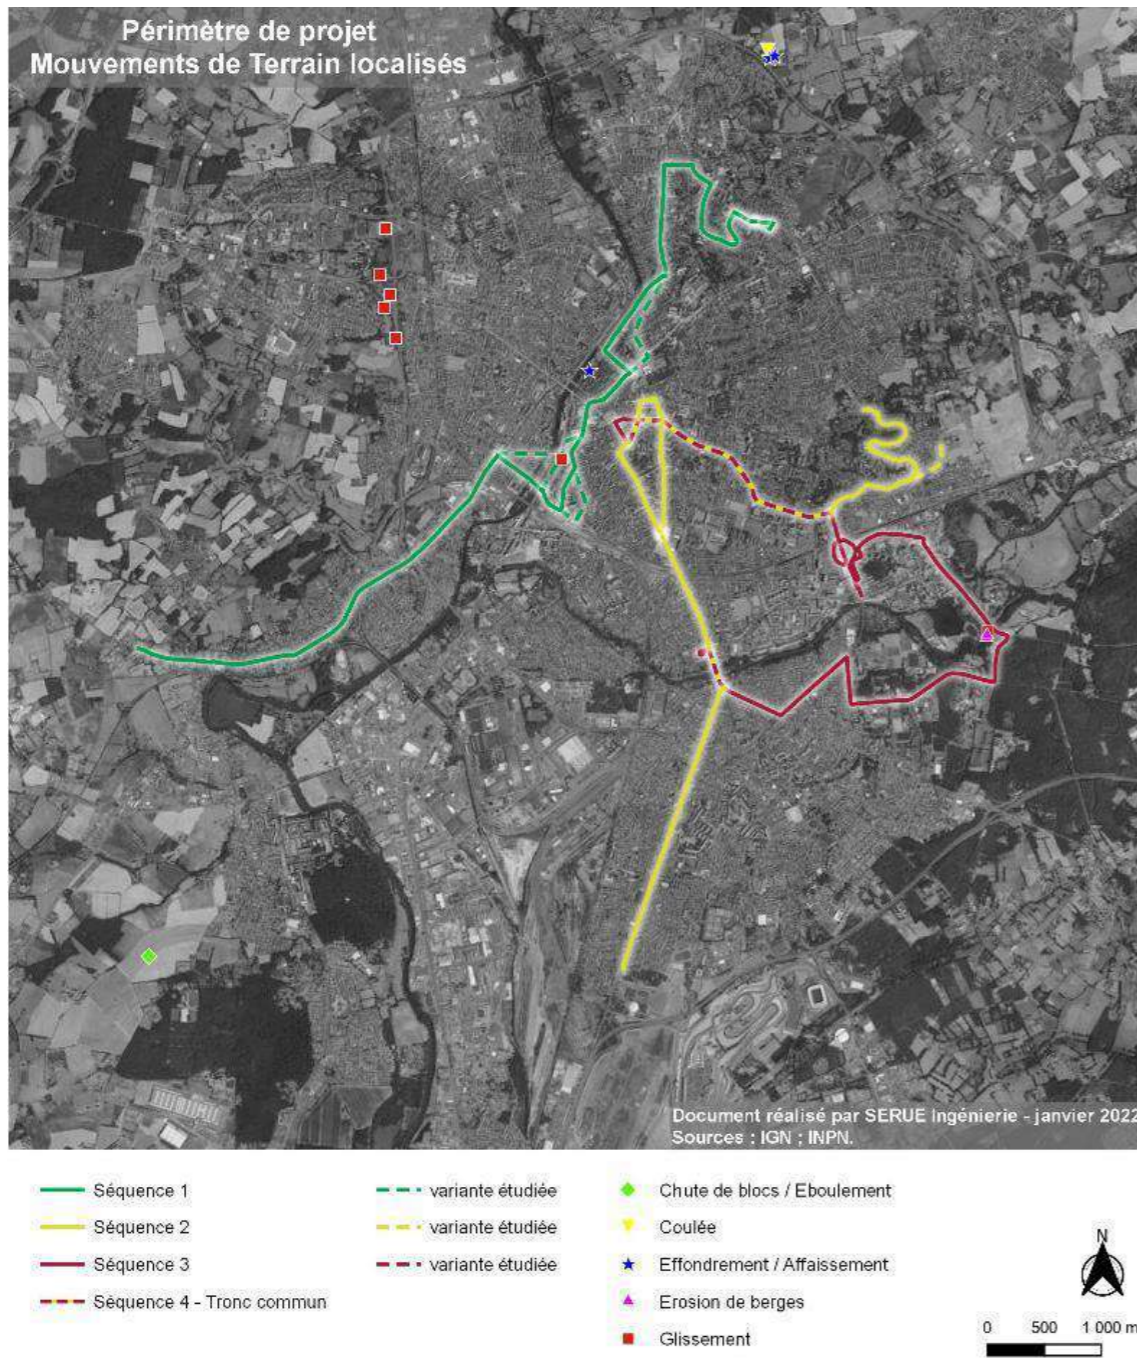 Périmètre de projet
Mouvements de Terrain localisés
Document réalisé par SERUE Ingénierie - janvier 2022
Sources : IGN ; INPN.
Séquence 1
variante étudiée
Chute de blocs / Eboulement
Séquence 2
variante étudiée
Coulée
Séquence 3
variante étudiée
Effondrement / Affaissement
Séquence 4 - Tronc commun
Erosion de berges
Glissement
N
0 500 1 000 m